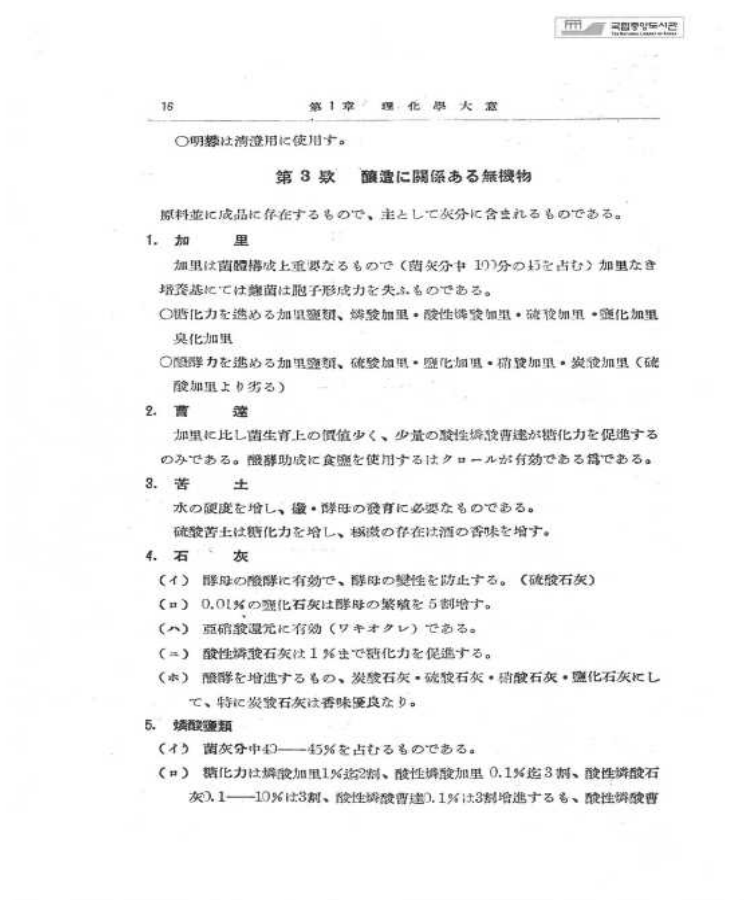 국립중앙도서관
THE NATIONAL LIBRARY OF KOREA
16 第1章 理化學大意
○明礬は淸澄用に使用す。
第3欵 釀造に關係ある無機物
原料並に成品に存在するもので、主として灰分に含まれるものである。
1. 加里
加里は菌體構成上重要なるもので（菌灰分中 100分の45を占む）加里なき
培養基にては麴菌は胞子形成力を失ふものである。
○糖化力を進める加里鹽類、燐酸加里・酸性燐酸加里・硫酸加里・鹽化加里
臭化加里
○醱酵力を進める加里鹽類、硫酸加里・鹽化加里・硝酸加里・炭酸加里（硫
酸加里より劣る）
2. 曹達
加里に比し菌生育上の價値少く、少量の酸性燐酸曹達が糖化力を促進する
のみである。醱酵助成に食鹽を使用するはクロールが有効である爲である。
3. 苦土
水の硬度を增し、黴・酵母の發育に必要なものである。
硫酸苦土は糖化力を增し、極微の存在は酒の香味を增す。
4. 石灰
（イ） 酵母の醱酵に有効で、酵母の變性を防止する。（硫酸石灰）
（ロ） 0.01%の鹽化石灰は酵母の繁殖を5割增す。
（ハ） 亞硝酸還元に有効（ワキオクレ）である。
（ニ） 酸性燐酸石灰は1%まで糖化力を促進する。
（ホ） 醱酵を增進するもの、炭酸石灰・硫酸石灰・硝酸石灰・鹽化石灰にし
て、特に炭酸石灰は香味優良なり。
5. 燐酸鹽類
（イ） 菌灰分中40――45%を占むるものである。
（ロ） 糖化力は燐酸加里1%迄2割、酸性燐酸加里 0.1%迄3割、酸性燐酸石
灰0.1――10%は3割、酸性燐酸曹達0.1%は3割增進するも、酸性燐酸曹